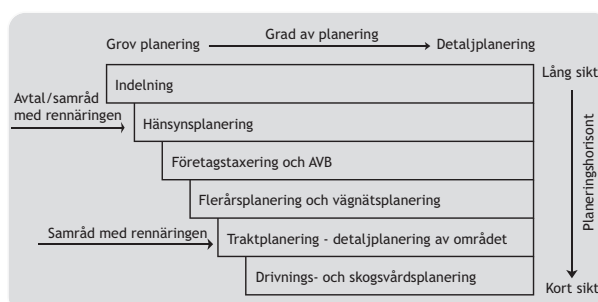 Grad av planering
Grov planering
Detaljplanering
Indelning
Lång sikt
Avtal/samråd
med rennäringen
Hänsynsplanering
Företagstaxering och AVB
Flerårsplanering och vägnätsplanering
Planeringshorisont
Samråd med rennäringen
Traktplanering - detaljplanering av området
Drivnings- och skogsvårdsplanering
Kort sikt